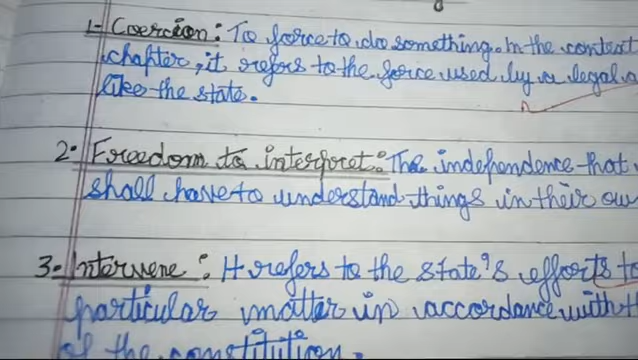 1- Coercion: To force to do something. In the context
chapter, it refers to the force used by a legal a
like the state.
2- Freedom to interpret: The independence that
shall have to understand things in their ow
3- Intervene: It refers to the state's efforts to
particular matter in accordance with t
of the constitution.